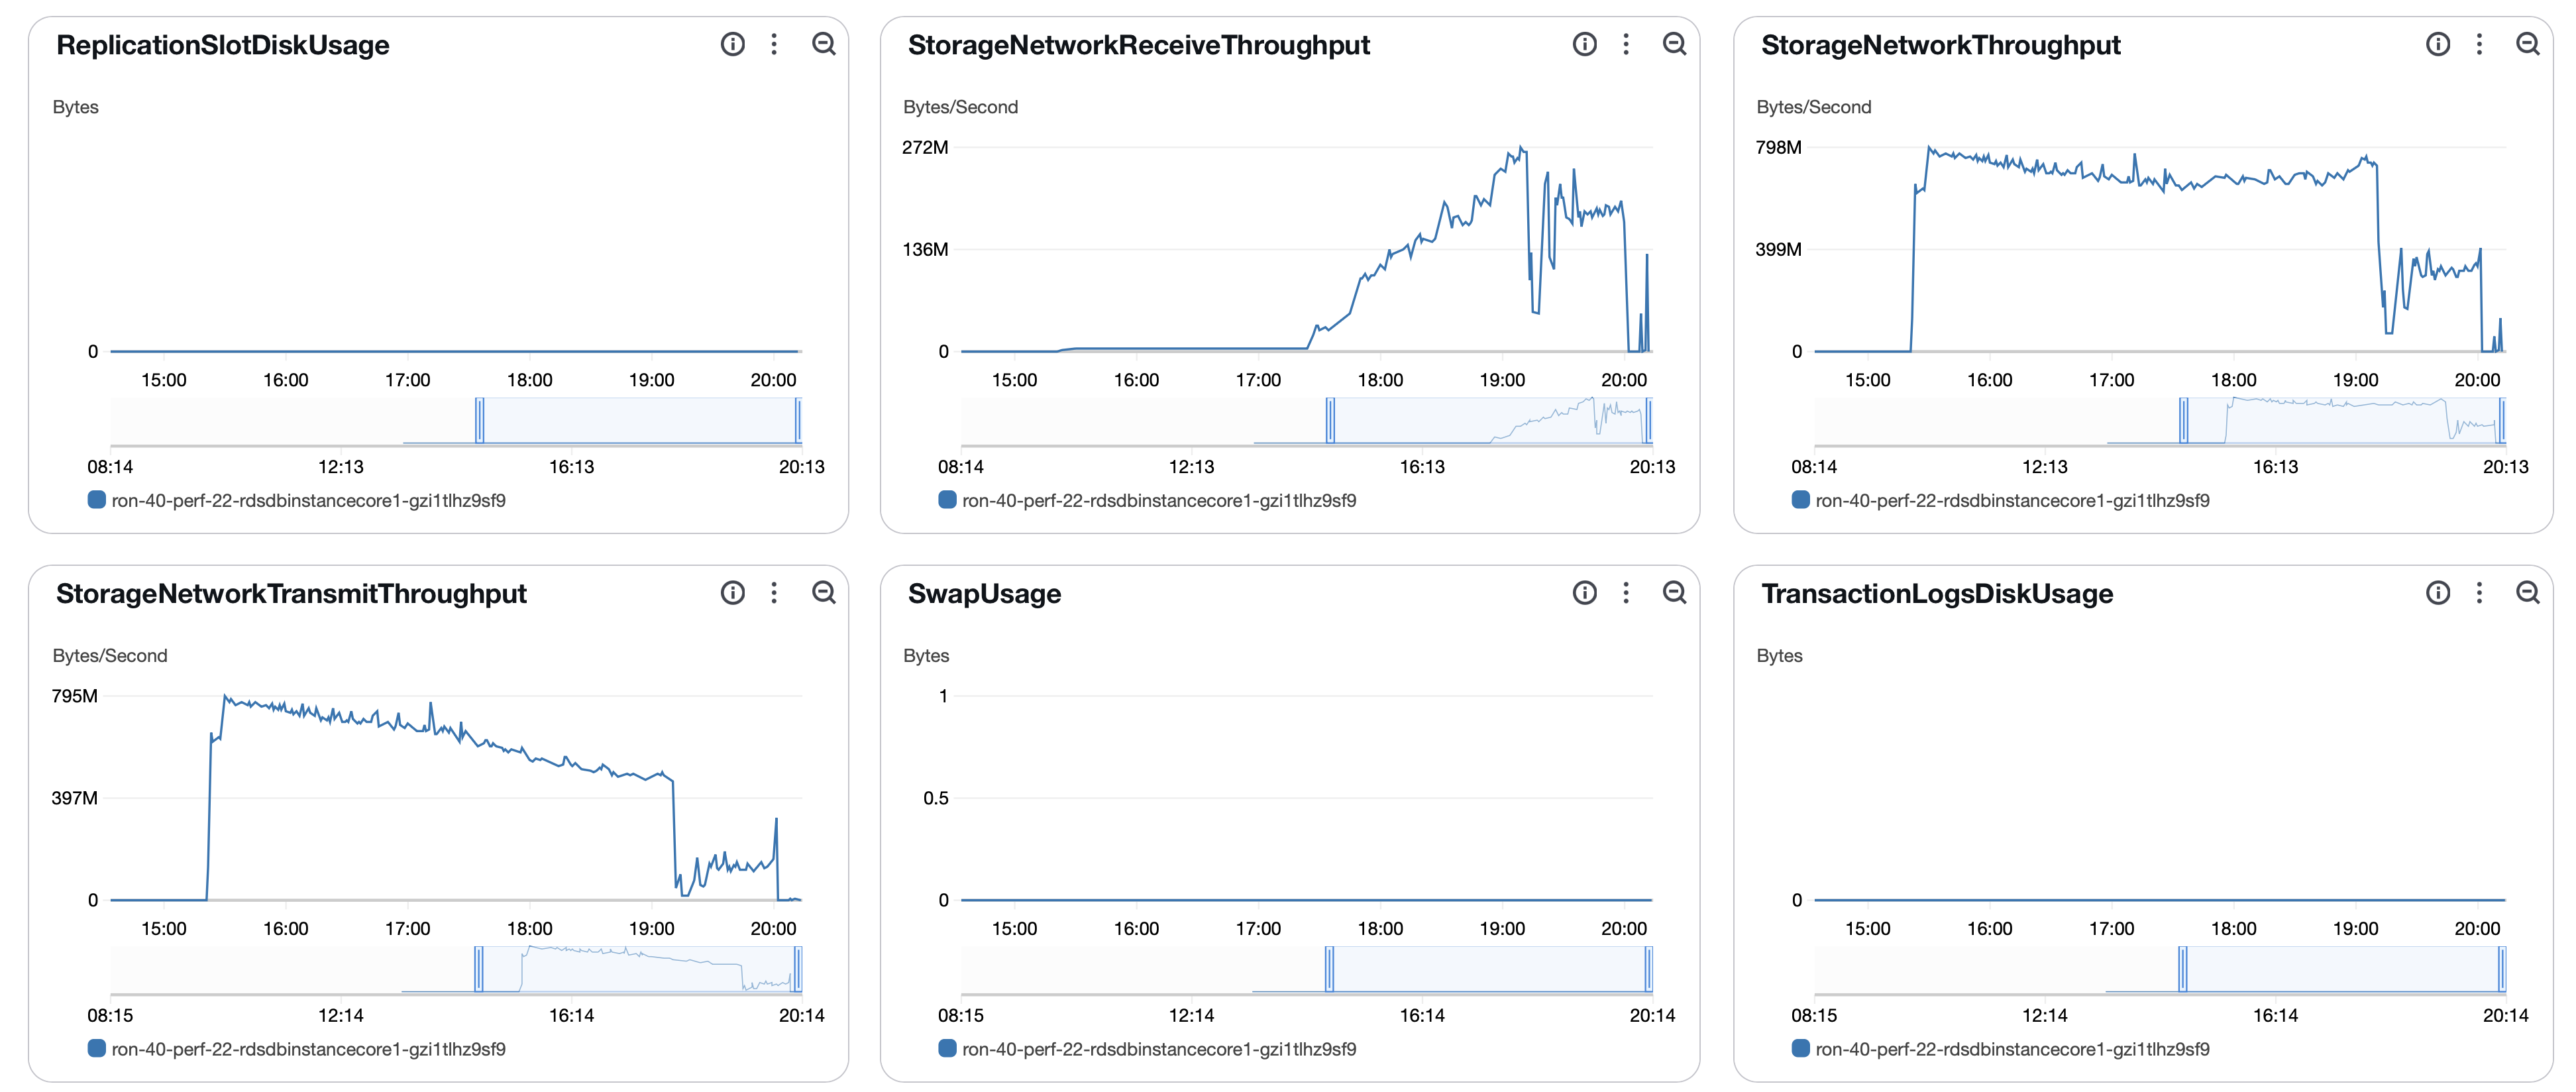 ReplicationSlotDiskUsage
Bytes
0
15:00 16:00 17:00 18:00 19:00 20:00
08:14 12:13 16:13 20:13
ron-40-perf-22-rdsdbinstancecore1-gzi1tlhz9sf9
StorageNetworkReceiveThroughput
Bytes/Second
272M
136M
0
15:00 16:00 17:00 18:00 19:00 20:00
08:14 12:13 16:13 20:13
ron-40-perf-22-rdsdbinstancecore1-gzi1tlhz9sf9
StorageNetworkThroughput
Bytes/Second
798M
399M
0
15:00 16:00 17:00 18:00 19:00 20:00
08:14 12:13 16:13 20:13
ron-40-perf-22-rdsdbinstancecore1-gzi1tlhz9sf9
StorageNetworkTransmitThroughput
Bytes/Second
795M
397M
0
15:00 16:00 17:00 18:00 19:00 20:00
08:15 12:14 16:14 20:14
ron-40-perf-22-rdsdbinstancecore1-gzi1tlhz9sf9
SwapUsage
Bytes
1
0.5
0
15:00 16:00 17:00 18:00 19:00 20:00
08:15 12:14 16:14 20:14
ron-40-perf-22-rdsdbinstancecore1-gzi1tlhz9sf9
TransactionLogsDiskUsage
Bytes
0
15:00 16:00 17:00 18:00 19:00 20:00
08:15 12:14 16:14 20:14
ron-40-perf-22-rdsdbinstancecore1-gzi1tlhz9sf9